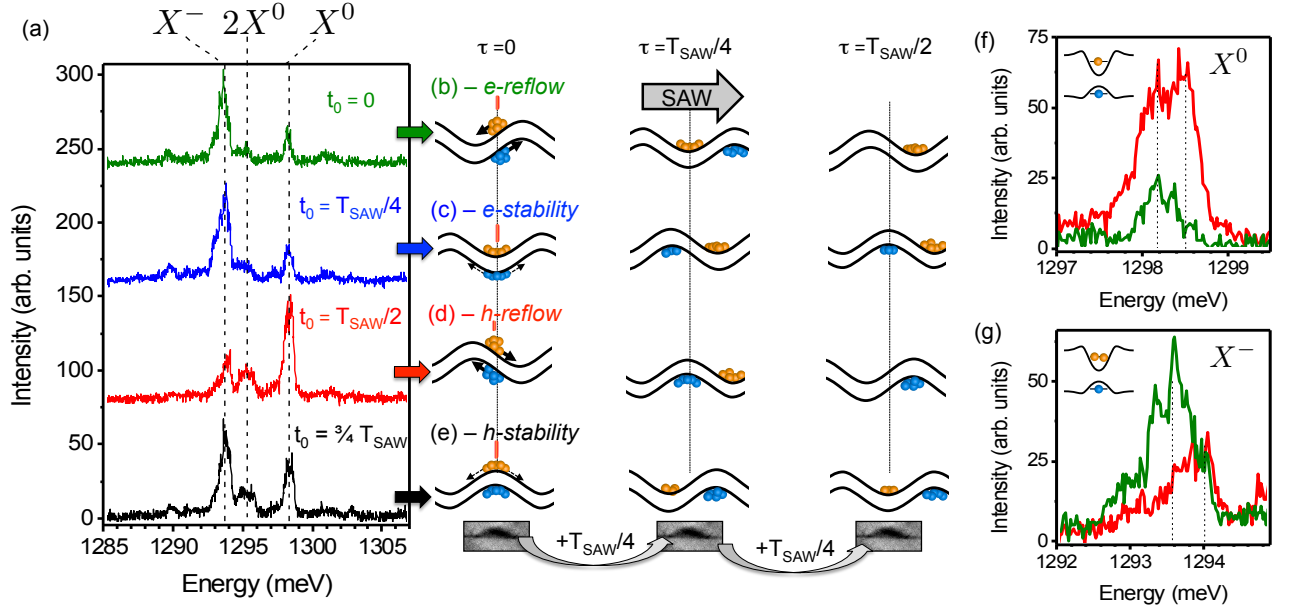 (a)
X⁻ 2X⁰ X⁰
Intensity (arb. units)
300
250
200
150
100
50
0
t₀ = 0
t₀ = T_SAW/4
t₀ = T_SAW/2
t₀ = ¾ T_SAW
1285 1290 1295 1300 1305
Energy (meV)
τ =0 τ =T_SAW/4 τ =T_SAW/2
SAW
(b) – e-reflow
(c) – e-stability
(d) – h-reflow
(e) – h-stability
+T_SAW/4 +T_SAW/4
(f)
X⁰
Intensity (arb. units)
75
50
25
0
1297 1298 1299
Energy (meV)
(g)
X⁻
Intensity (arb. units)
50
25
0
1292 1293 1294
Energy (meV)